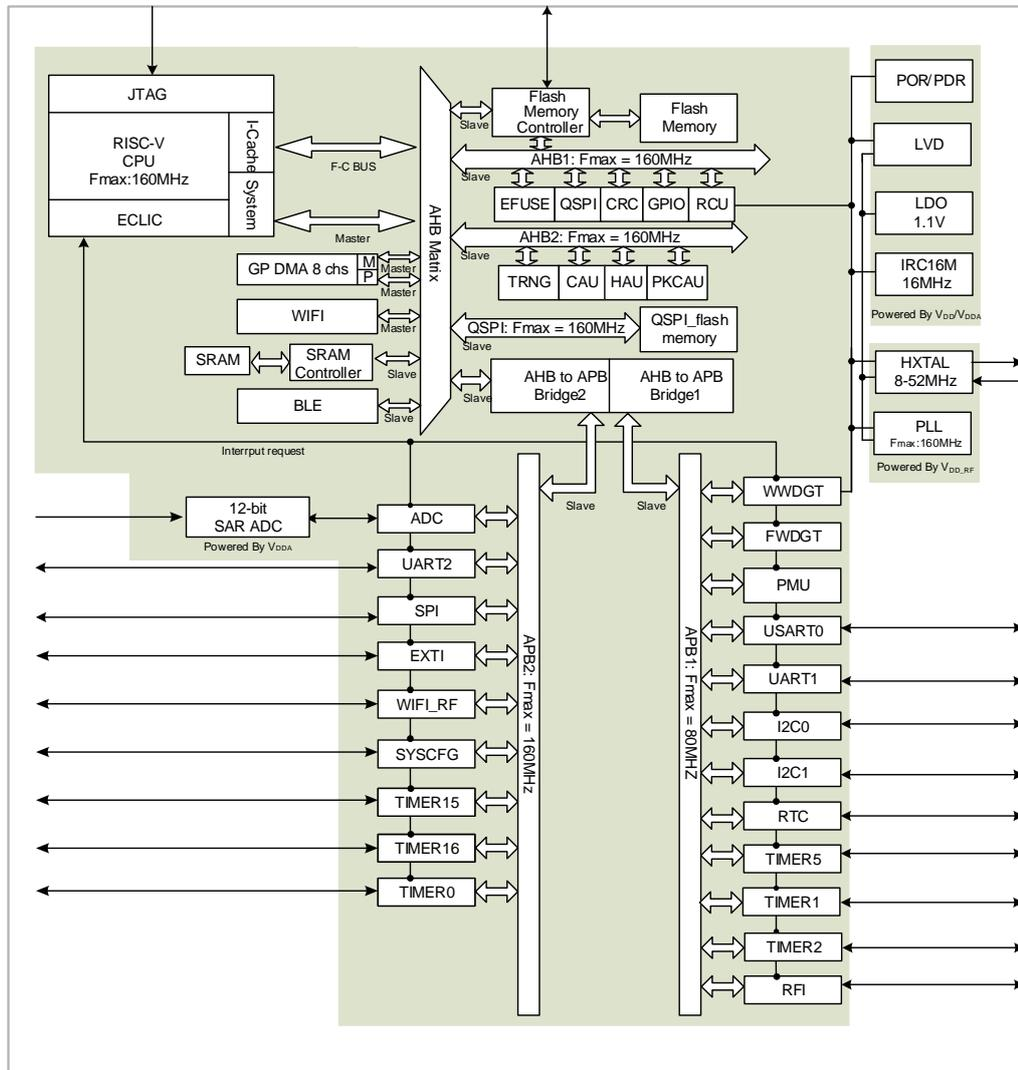 JTAG
RISC-V
CPU
Fmax:160MHz
ECLIC
I-Cache
System
F-C BUS
Master
GP DMA 8 chs
M
P
Master
Master
WIFI
Master
SRAM
SRAM
Controller
Slave
BLE
Slave
AHB Matrix
Slave
Flash
Memory
Controller
Flash
Memory
AHB1: Fmax = 160MHz
Slave
EFUSE
QSPI
CRC
GPIO
RCU
AHB2: Fmax = 160MHz
TRNG
CAU
HAU
PKCAU
QSPI: Fmax = 160MHz
Slave
QSPI_flash
memory
Slave
AHB to APB
Bridge2
AHB to APB
Bridge1
POR/PDR
LVD
LDO
1.1V
IRC16M
16MHz
Powered By VDD/VDDA
HXTAL
8-52MHz
PLL
Fmax:160MHz
Powered By VDD_RF
Interrput request
Slave
Slave
12-bit
SAR ADC
Powered By VDDA
ADC
UART2
SPI
EXTI
WIFI_RF
SYSCFG
TIMER15
TIMER16
TIMER0
APB2: Fmax = 160MHz
APB1: Fmax = 80MHZ
WWDGT
FWDGT
PMU
USART0
UART1
I2C0
I2C1
RTC
TIMER5
TIMER1
TIMER2
RFI